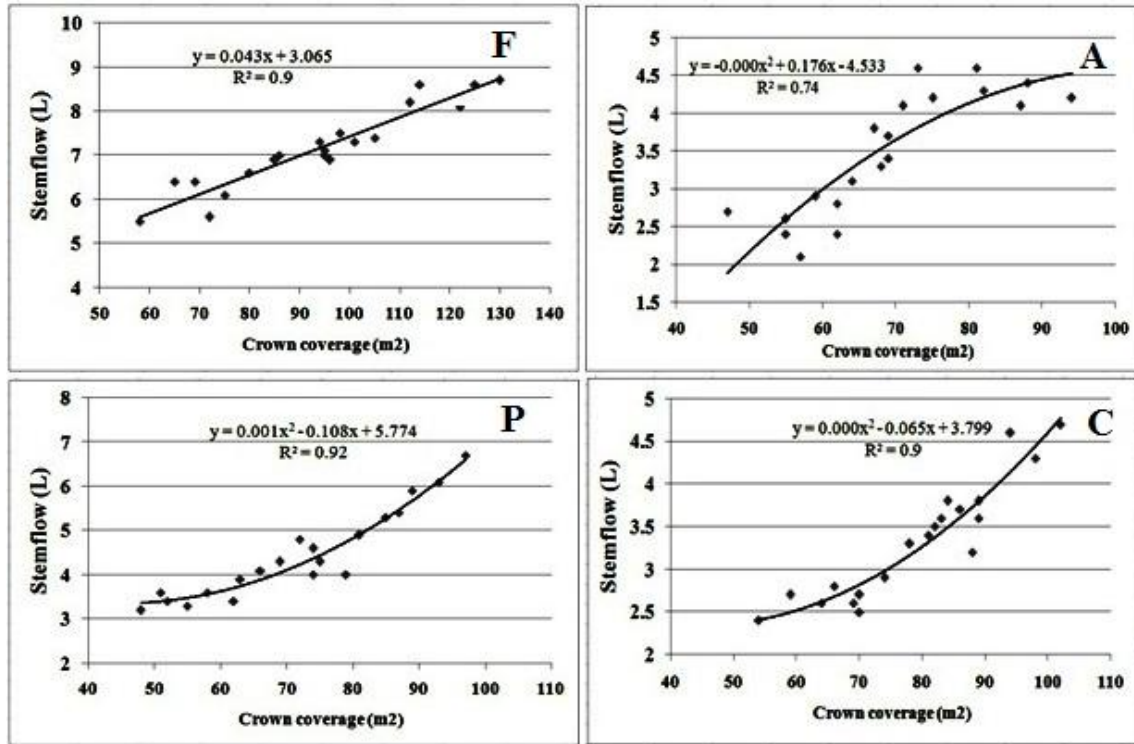 F
y = 0.043x + 3.065
R² = 0.9
Stemflow (L)
10
9
8
7
6
5
4
50 60 70 80 90 100 110 120 130 140
Crown coverage (m2)
A
y = -0.000x² + 0.176x - 4.533
R² = 0.74
Stemflow (L)
5
4.5
4
3.5
3
2.5
2
1.5
40 50 60 70 80 90 100
Crown coverage (m2)
P
y = 0.001x² - 0.108x + 5.774
R² = 0.92
Stemflow (L)
8
7
6
5
4
3
2
40 50 60 70 80 90 100 110
Crown coverage (m2)
C
y = 0.000x² - 0.065x + 3.799
R² = 0.9
Stemflow (L)
5
4.5
4
3.5
3
2.5
2
40 50 60 70 80 90 100 110
Crown coverage (m2)